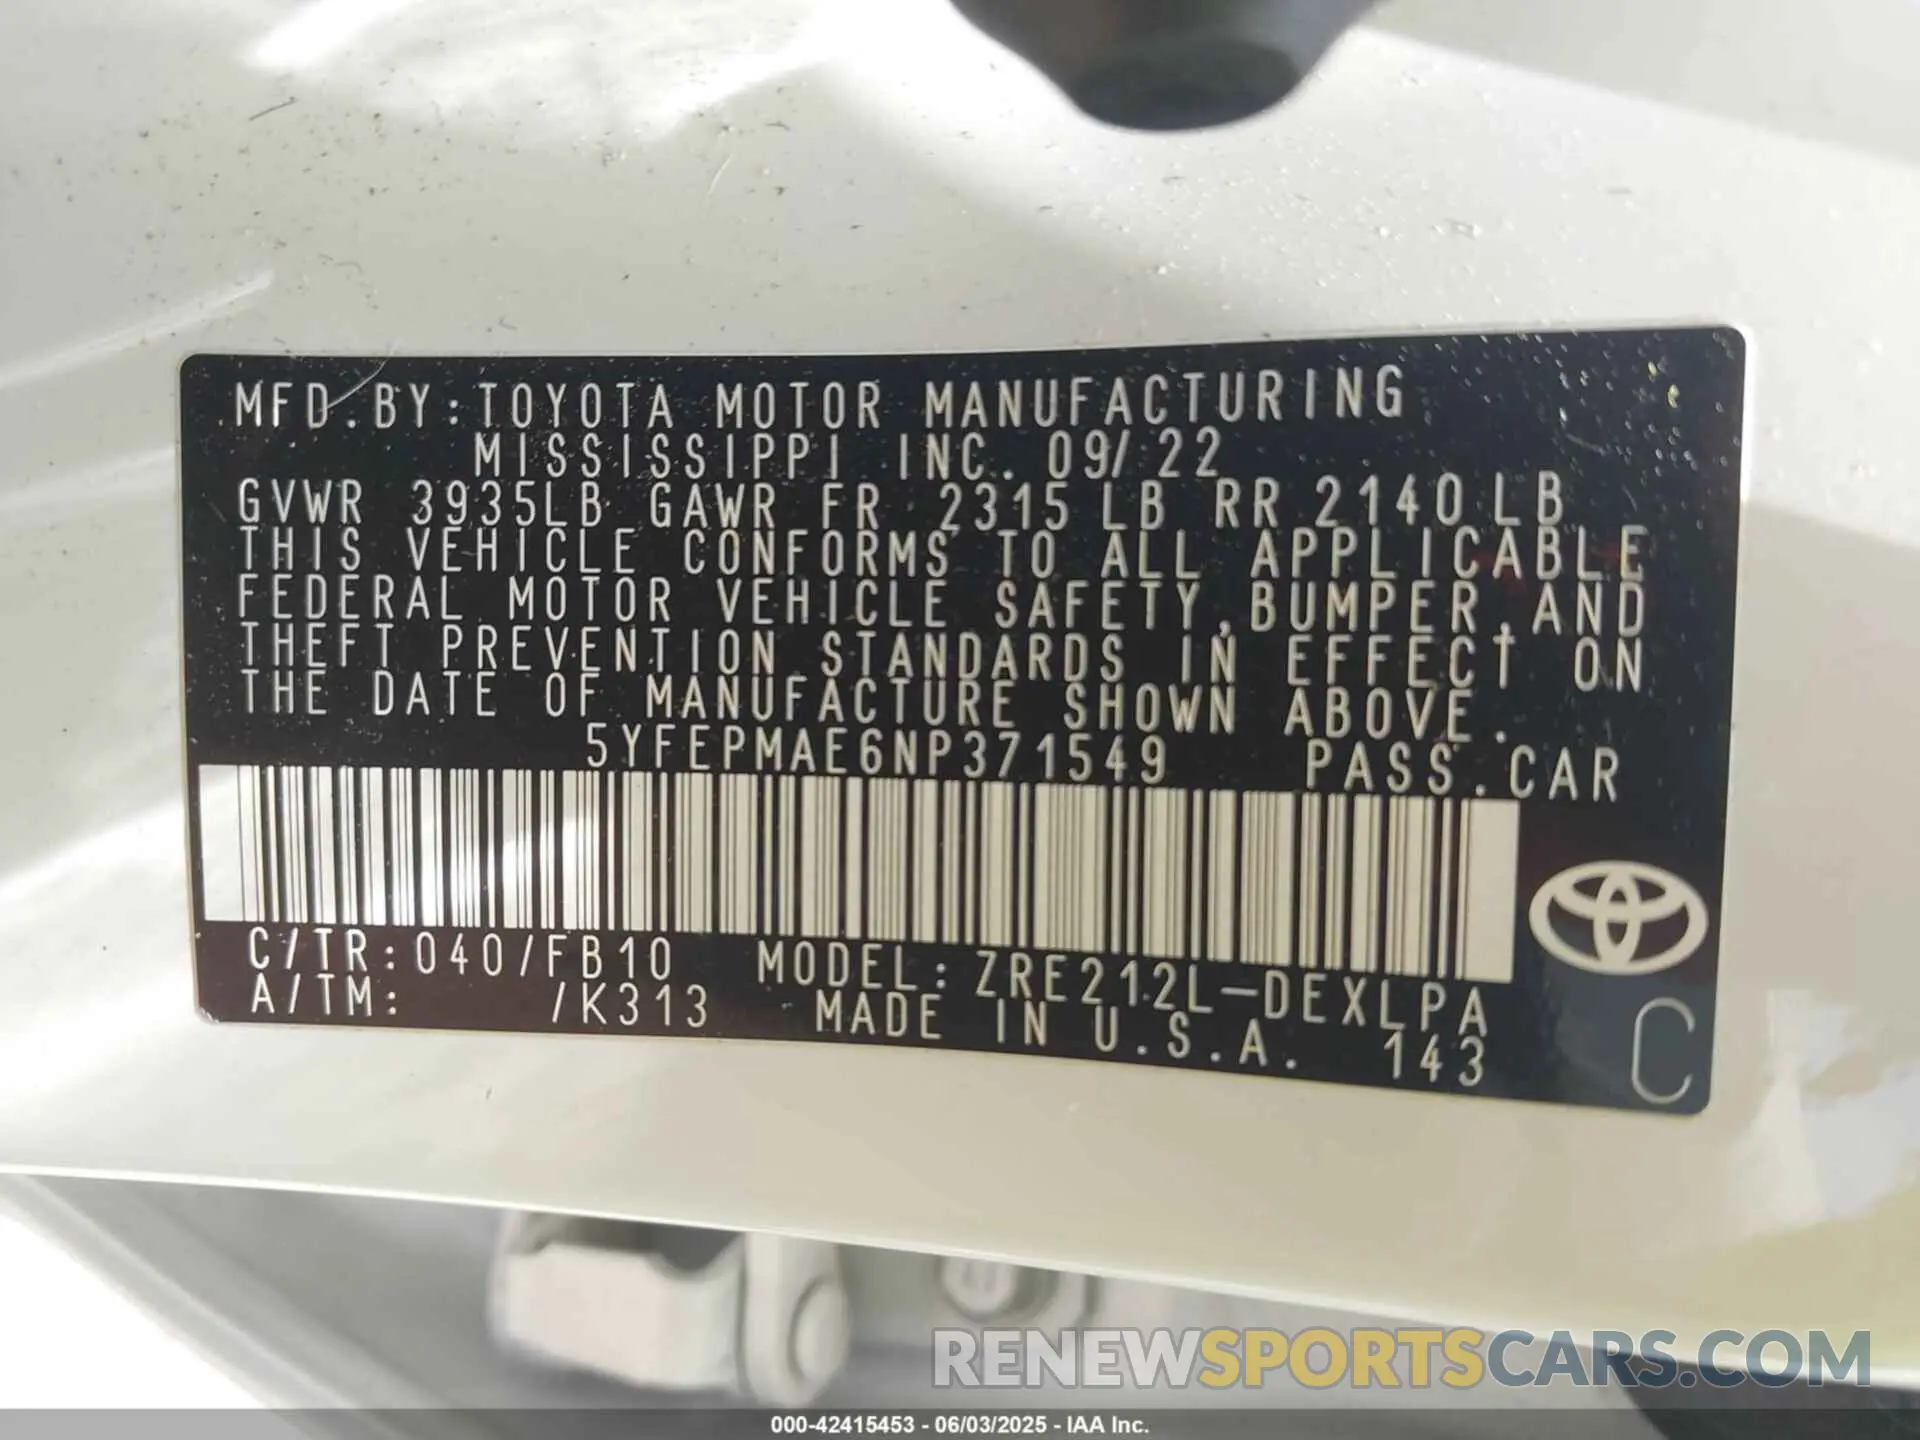 MFD.BY:TOYOTA MOTOR MANUFACTURING
MISSISSIPPI INC. 09/22
GVWR 3935LB GAWR FR 2315LB RR 2140LB
THIS VEHICLE CONFORMS TO ALL APPLICABLE
FEDERAL MOTOR VEHICLE SAFETY,BUMPER,AND
THEFT PREVENTION STANDARDS IN EFFECT ON
THE DATE OF MANUFACTURE SHOWN ABOVE.
5YFEPMAE6NP371549 PASS.CAR
C/TR:040/FB10 MODEL:ZRE212L-DEXLPA
A/TM: /K313 MADE IN U.S.A. 143
C
RENEWSPORTSCARS.COM
000-42415453 - 06/03/2025 - IAA Inc.